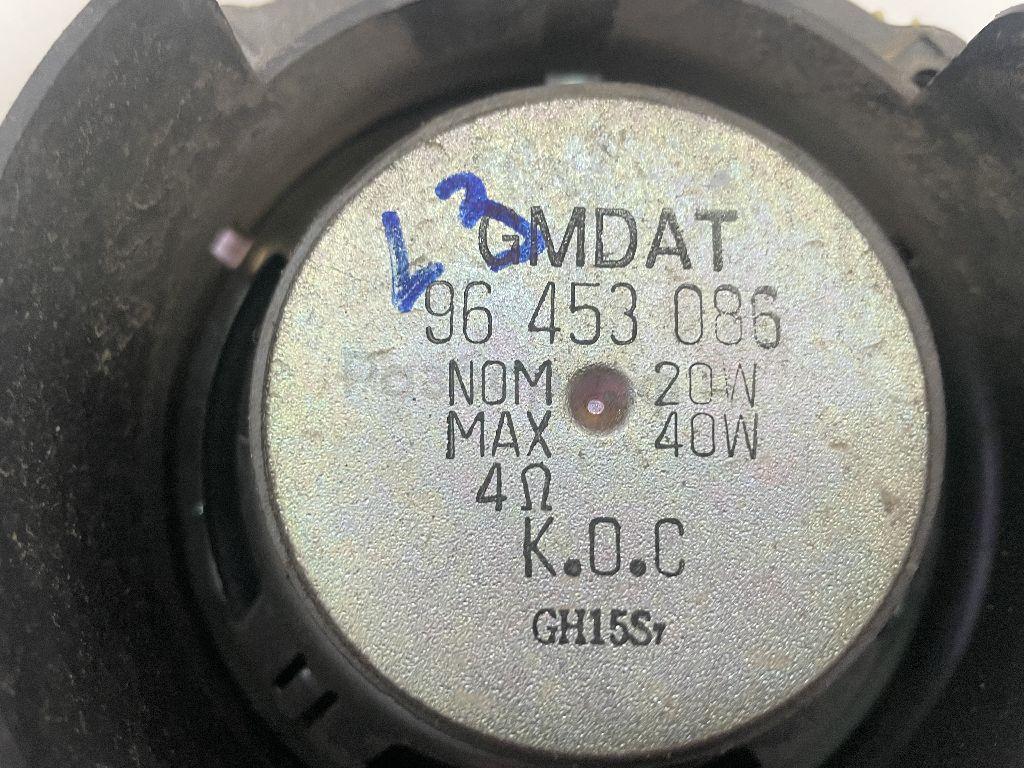 L3
GMDAT
96 453 086
NOM 20W
MAX 40W
4Ω
K.O.C
GH15S7